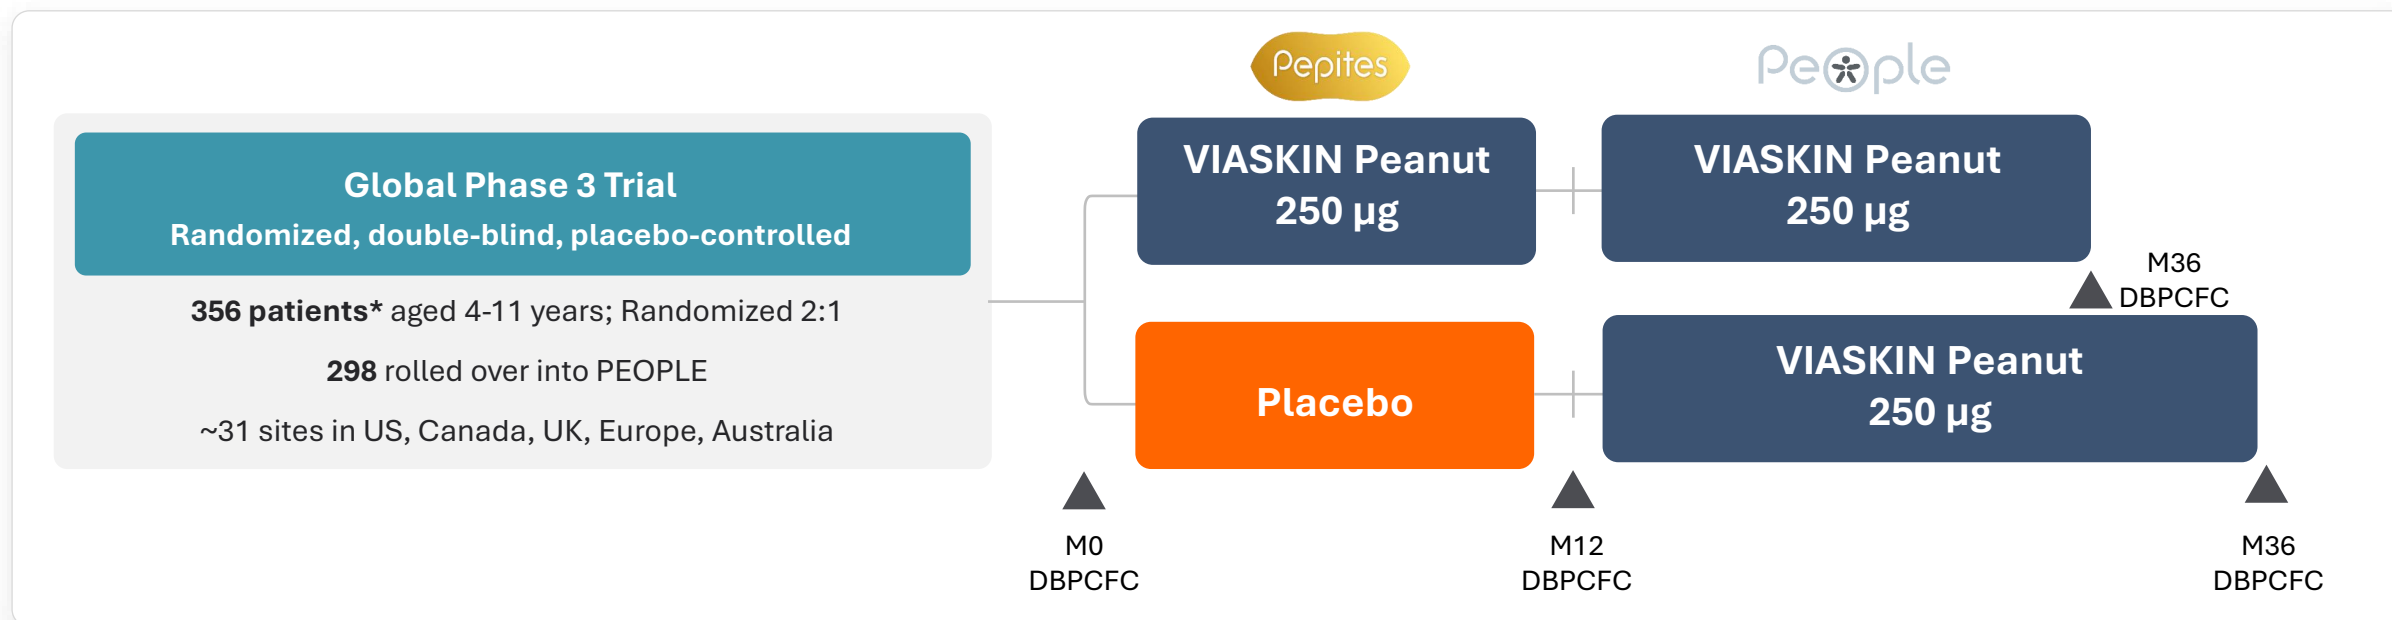 Pepites
People
Global Phase 3 Trial
Randomized, double-blind, placebo-controlled
356 patients* aged 4-11 years; Randomized 2:1
298 rolled over into PEOPLE
~31 sites in US, Canada, UK, Europe, Australia
VIASKIN Peanut
250 µg
VIASKIN Peanut
250 µg
M36
DBPCFC
Placebo
VIASKIN Peanut
250 µg
M0
DBPCFC
M12
DBPCFC
M36
DBPCFC